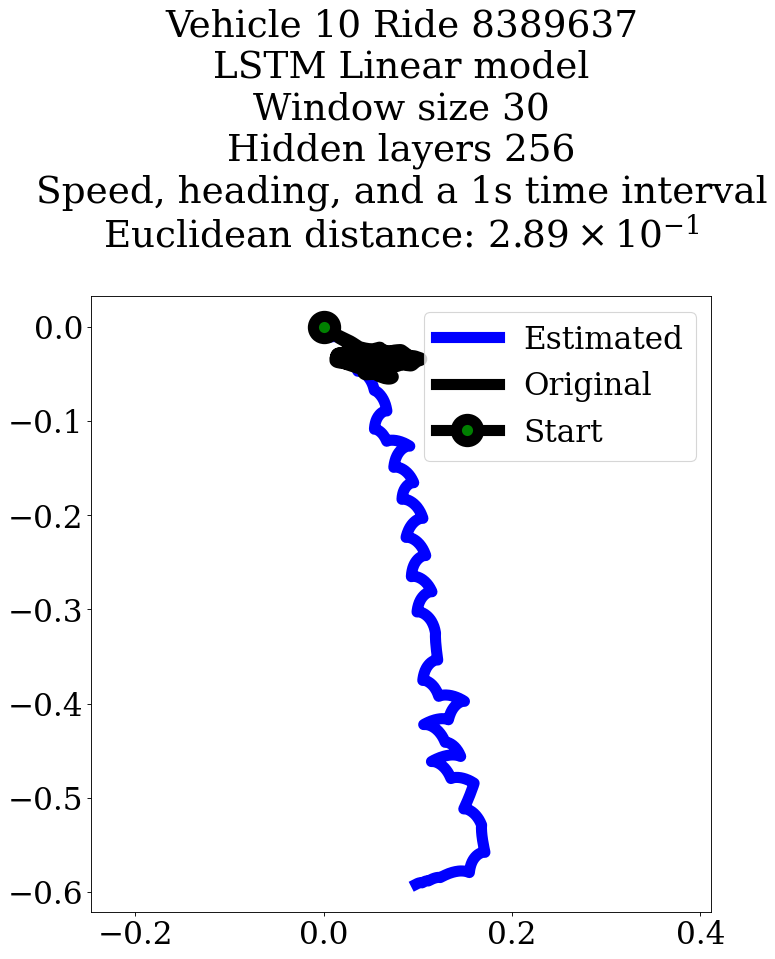 Vehicle 10 Ride 8389637
LSTM Linear model
Window size 30
Hidden layers 256
Speed, heading, and a 1s time interval
Euclidean distance: 2.89 × 10⁻¹
Estimated
Original
Start
0.0
−0.1
−0.2
−0.3
−0.4
−0.5
−0.6
−0.2 0.0 0.2 0.4